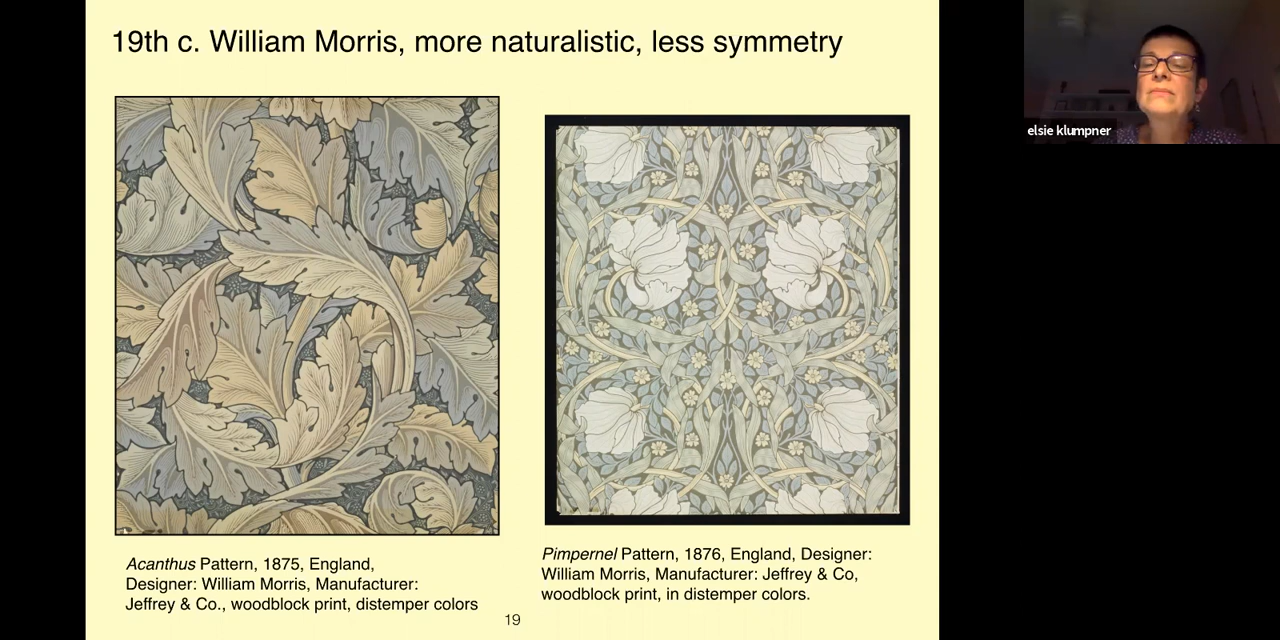 19th c. William Morris, more naturalistic, less symmetry
elsie klumpner
Acanthus Pattern, 1875, England,
Designer: William Morris, Manufacturer:
Jeffrey & Co., woodblock print, distemper colors
Pimpernel Pattern, 1876, England, Designer:
William Morris, Manufacturer: Jeffrey & Co,
woodblock print, in distemper colors.
19